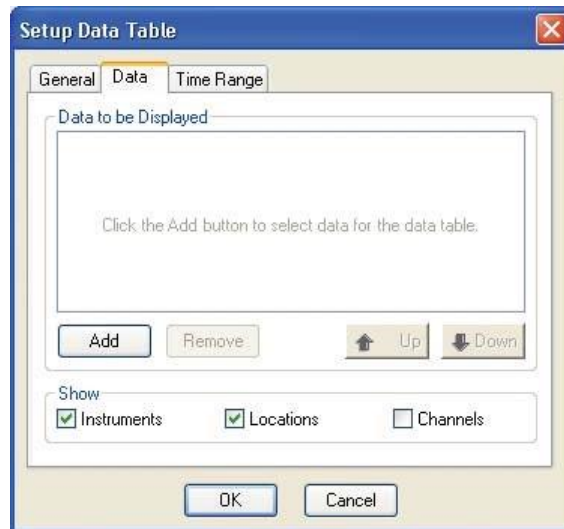 Setup Data Table
General Data Time Range
Data to be Displayed
Click the Add button to select data for the data table.
Add Remove Up Down
Show
Instruments Locations Channels
OK Cancel